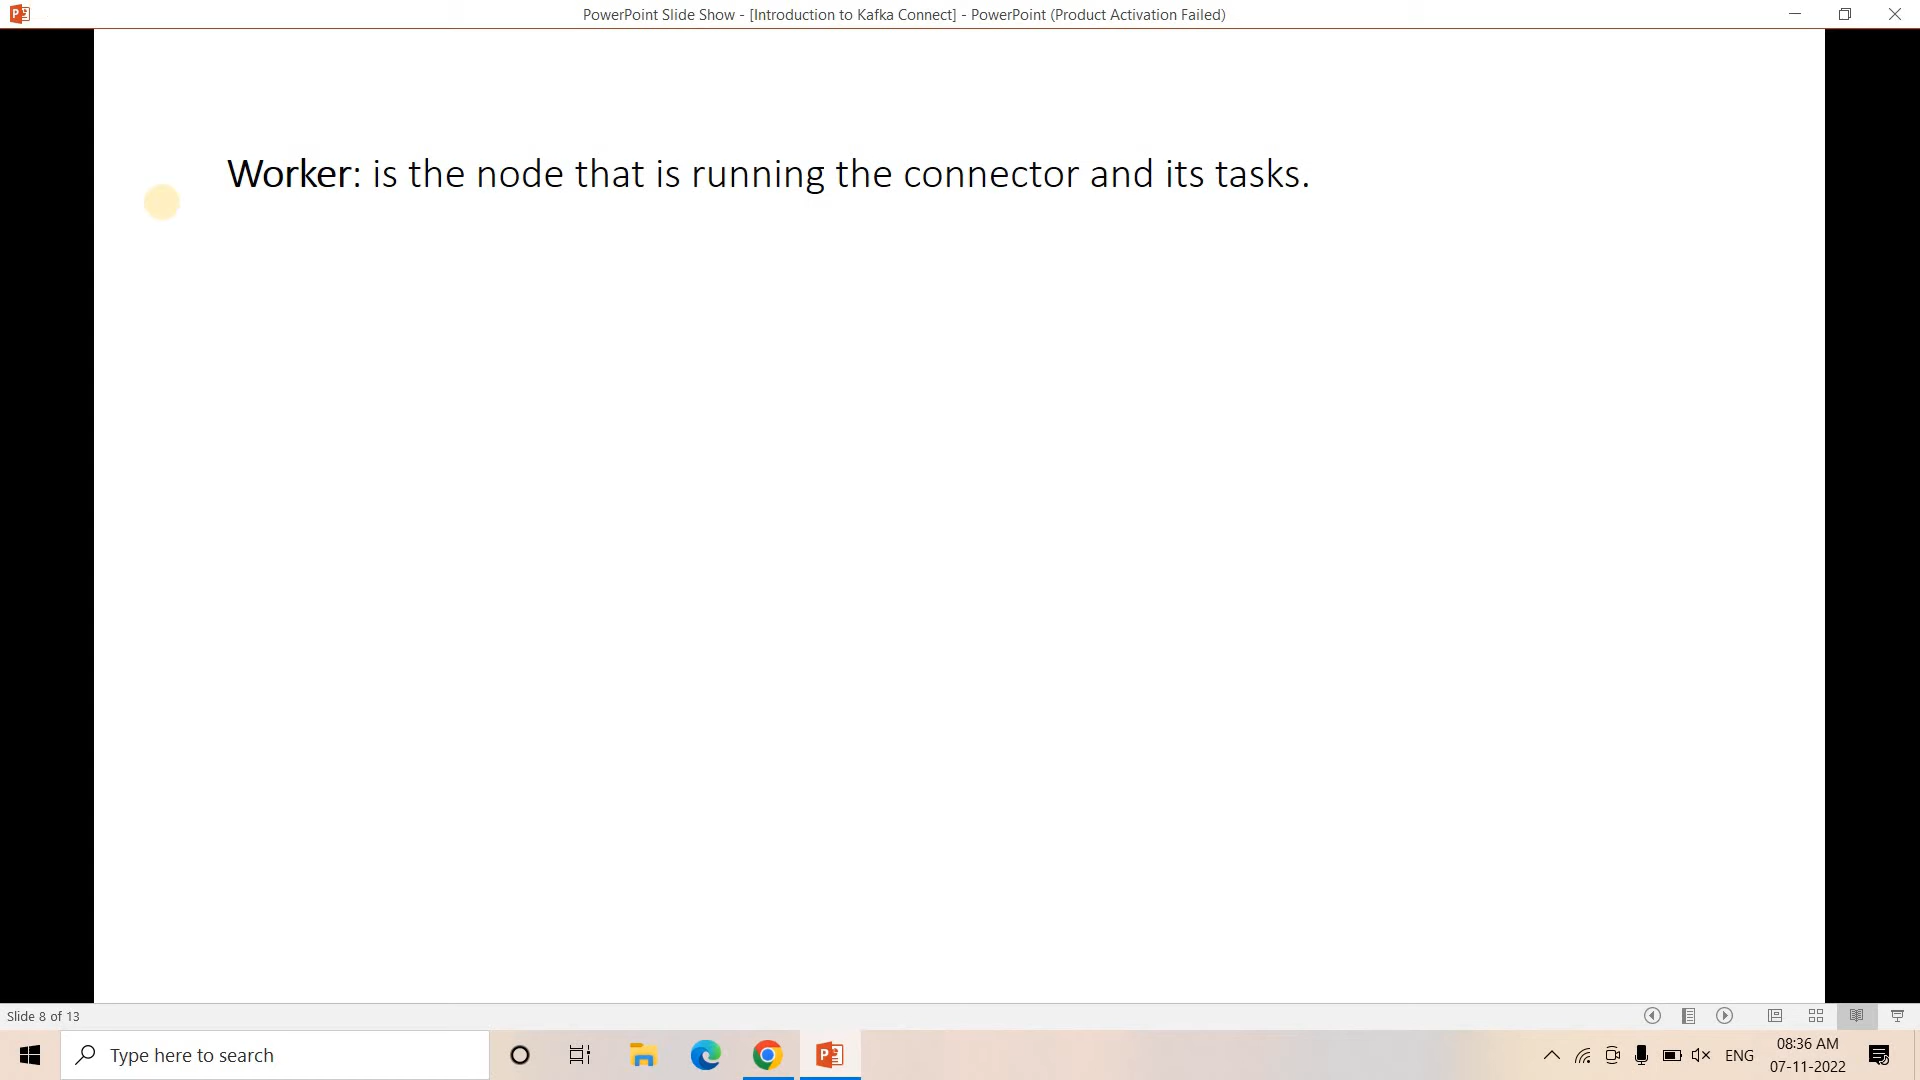 PowerPoint Slide Show - [Introduction to Kafka Connect] - PowerPoint (Product Activation Failed)
Worker: is the node that is running the connector and its tasks.
Slide 8 of 13
Type here to search
ENG
08:36 AM
07-11-2022